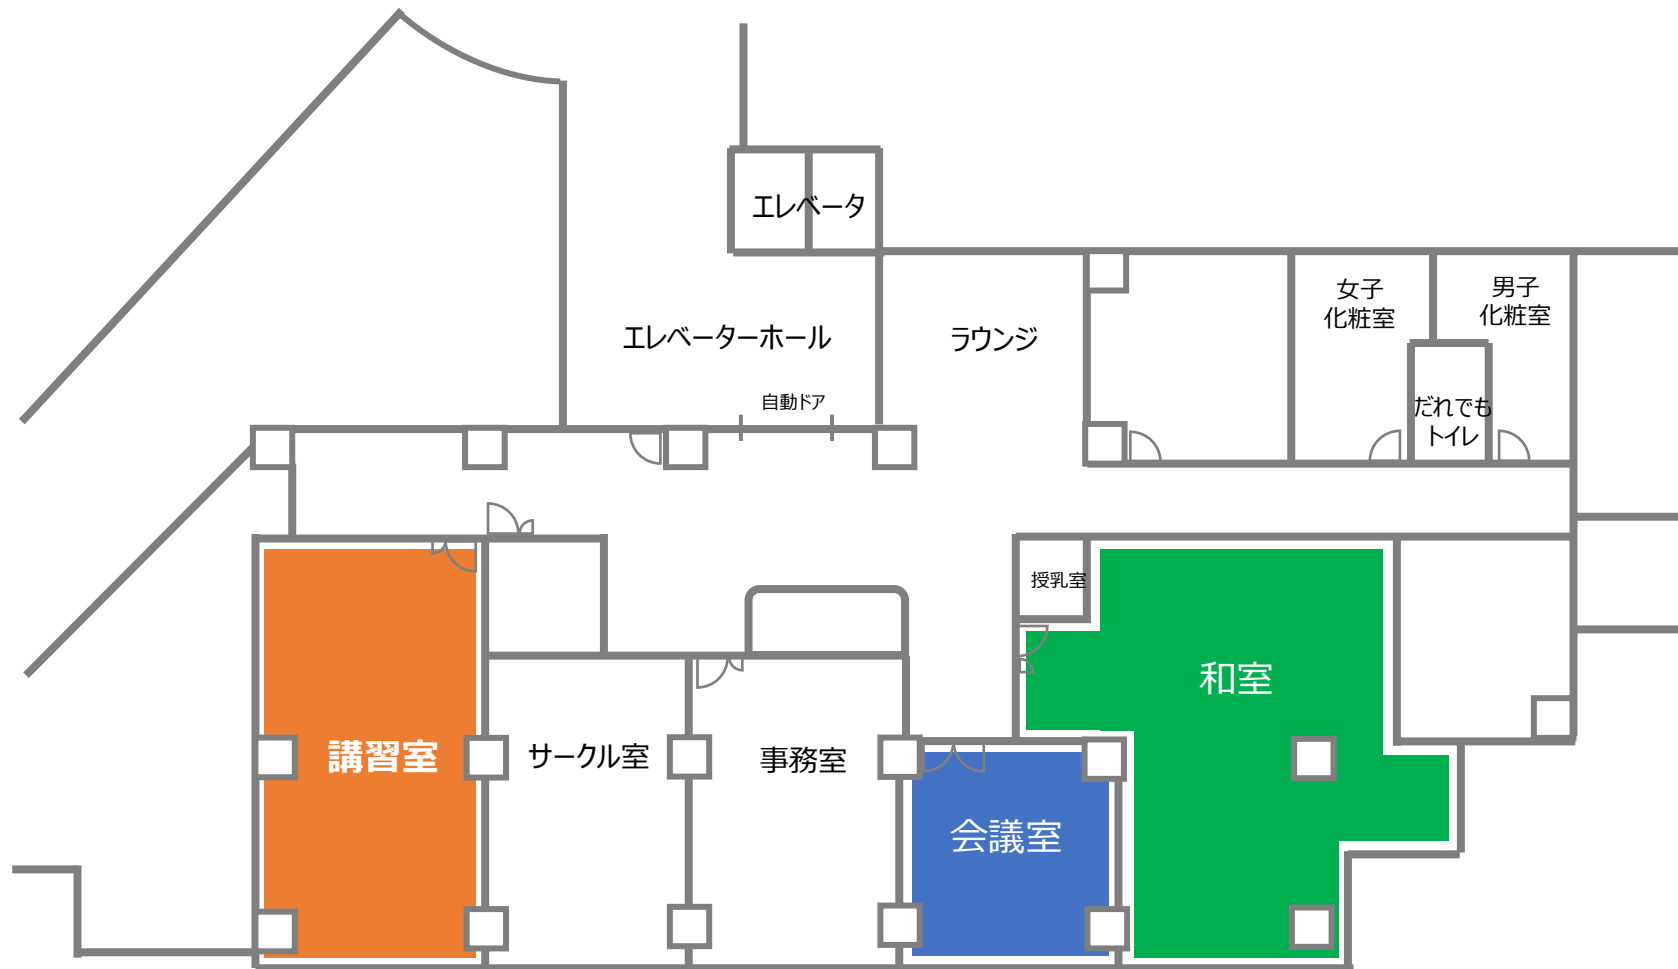 エレベータ
女子
化粧室
男子
化粧室
エレベーターホール
ラウンジ
自動ドア
だれでも
トイレ
授乳室
和室
講習室
サークル室
事務室
会議室